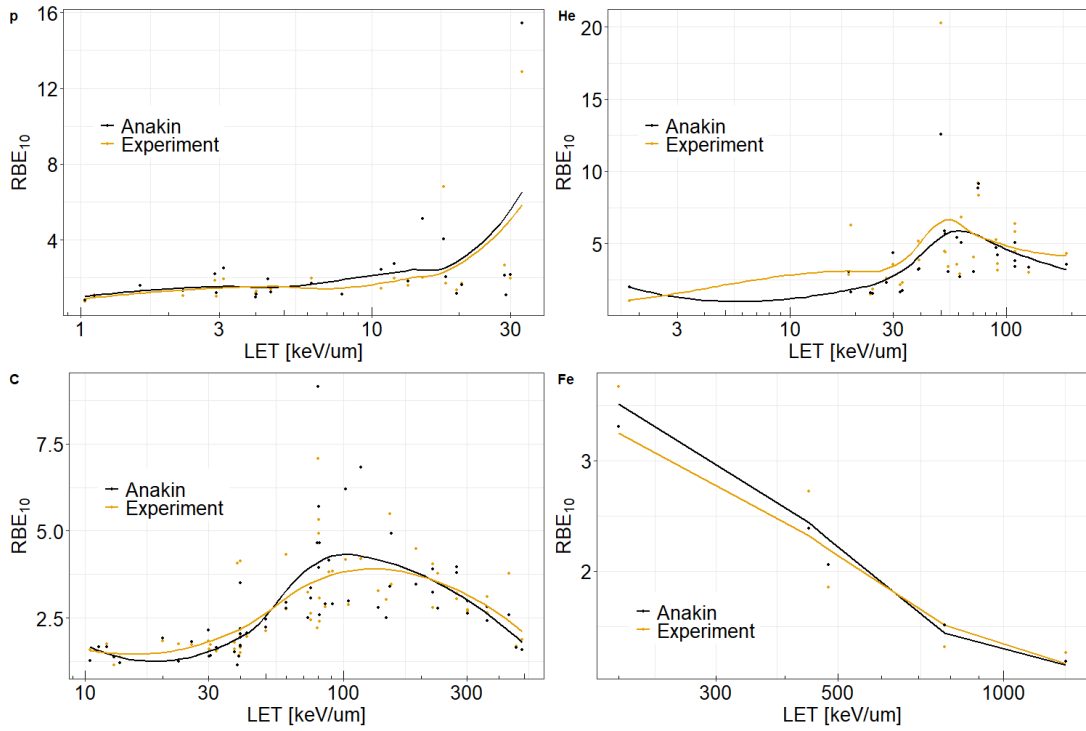 p
RBE10
16
12
8
4
Anakin
Experiment
1
3
10
30
LET [keV/um]
He
RBE10
20
15
10
5
Anakin
Experiment
3
10
30
100
LET [keV/um]
C
RBE10
7.5
5.0
2.5
Anakin
Experiment
10
30
100
300
LET [keV/um]
Fe
RBE10
3
2
Anakin
Experiment
300
500
1000
LET [keV/um]